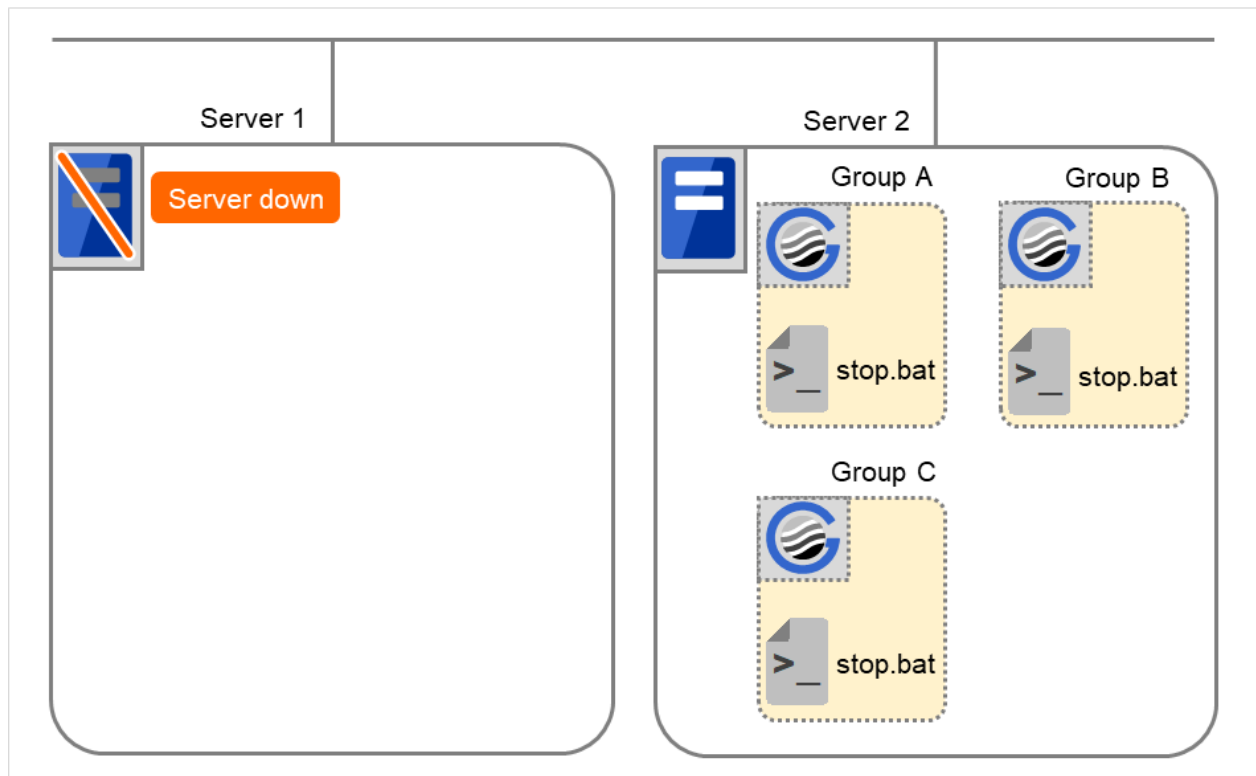 Server 1
Server down
Server 2
Group A
Group B
>_ stop.bat
>_ stop.bat
Group C
>_ stop.bat